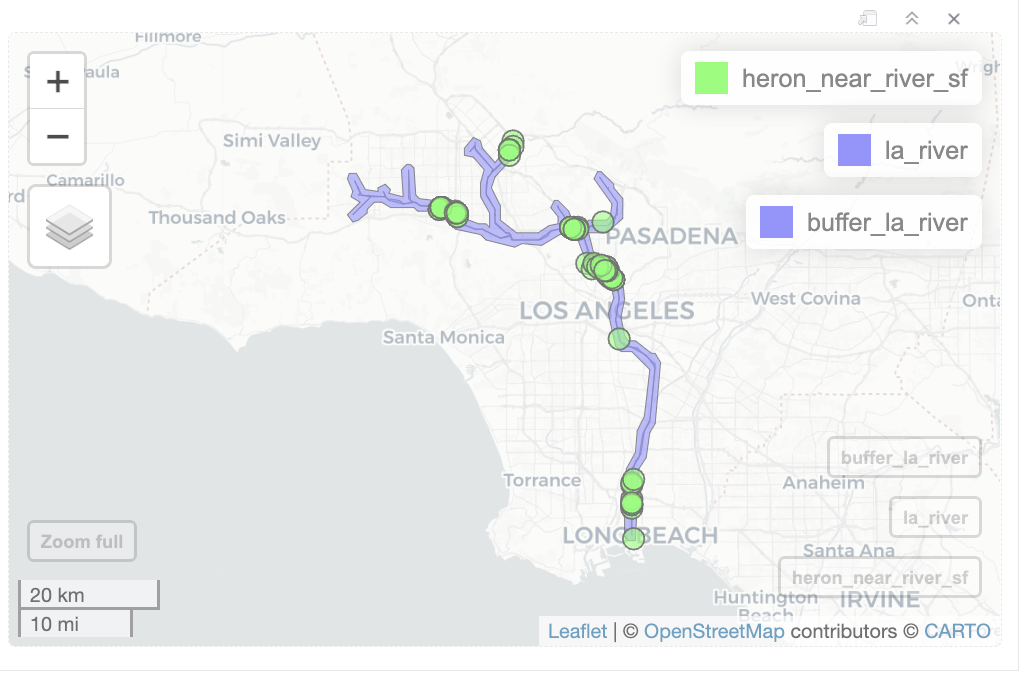 Fillmore
+
heron_near_river_sf
−
Simi Valley
la_river
Camarillo
Thousand Oaks
buffer_la_river
PASADENA
LOS ANGELES
West Covina
Santa Monica
Torrance
buffer_la_river
Anaheim
la_river
LONG BEACH
Zoom full
Santa Ana
heron_near_river_sf
20 km
Huntington
Beach
IRVINE
10 mi
Leaflet | © OpenStreetMap contributors © CARTO